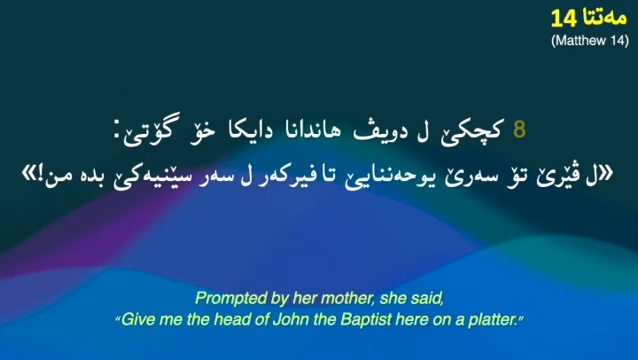 مەتتا 14
(Matthew 14)
8 کچکێ ل دویڤ هاندانا دایکا خۆ گۆتێ:
«ل ڤێرێ تۆ سەرێ یوحەننایێ تافیرکەر ل سەر سێنیەکێ بدە من!»
Prompted by her mother, she said,
“Give me the head of John the Baptist here on a platter.”